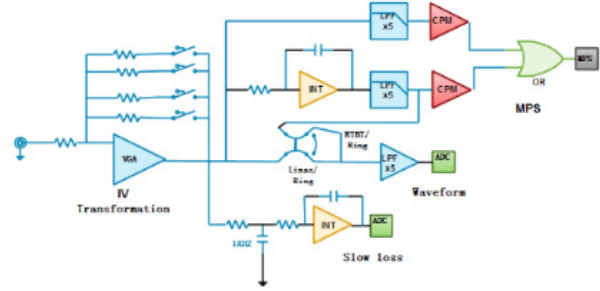 LPF
x5
CPM
INT
LPF
x5
CPM
OR
MPS
MPS
RTBT/
Ring
Linac/
Ring
LPF
x5
ADC
Waveform
VGA
IV
Transformation
1KHZ
INT
ADC
Slow loss